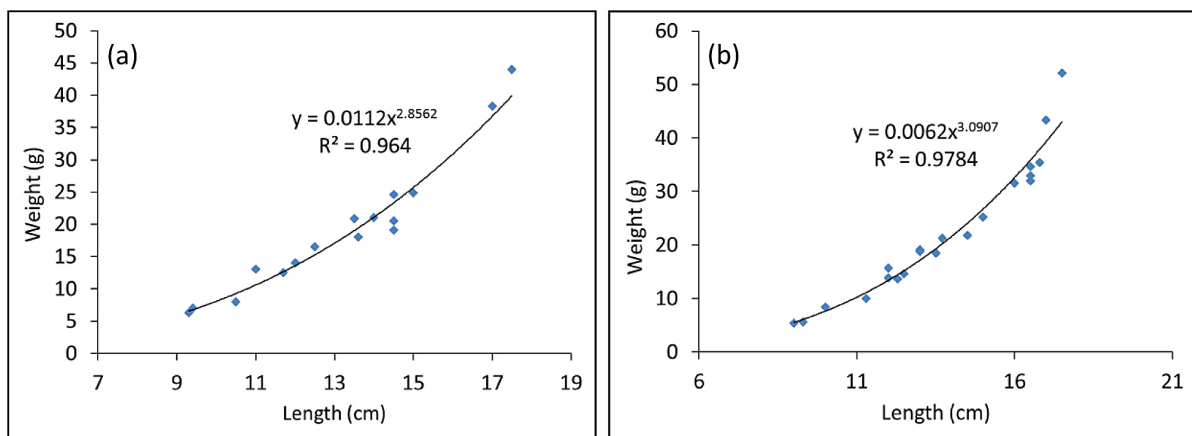 (a)
50
45
40
35
30
25
20
15
10
5
0
Weight (g)
y = 0.0112x^2.8562
R² = 0.964
7 9 11 13 15 17 19
Length (cm)
(b)
60
50
40
30
20
10
0
Weight (g)
y = 0.0062x^3.0907
R² = 0.9784
6 11 16 21
Length (cm)